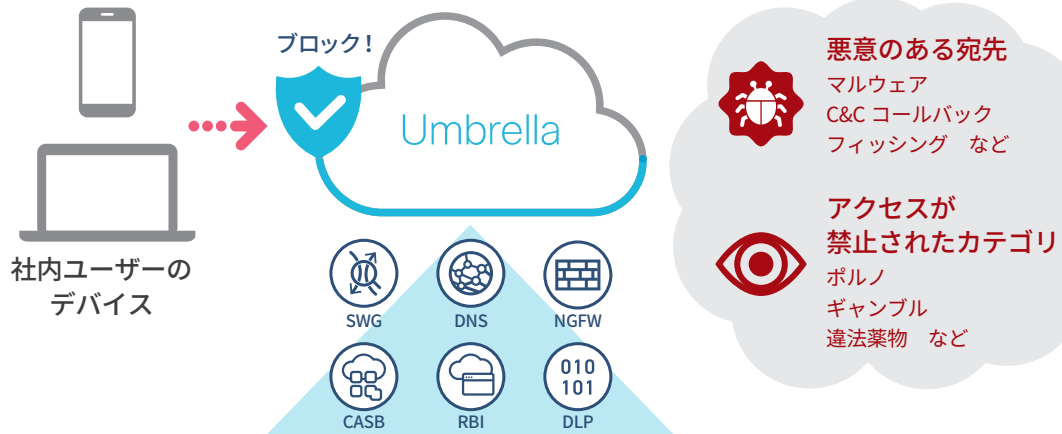 ブロック！
Umbrella
社内ユーザーの
デバイス
SWG
DNS
NGFW
CASB
RBI
010
101
DLP
悪意のある宛先
マルウェア
C&C コールバック
フィッシング　など
アクセスが
禁止されたカテゴリ
ポルノ
ギャンブル
違法薬物　など